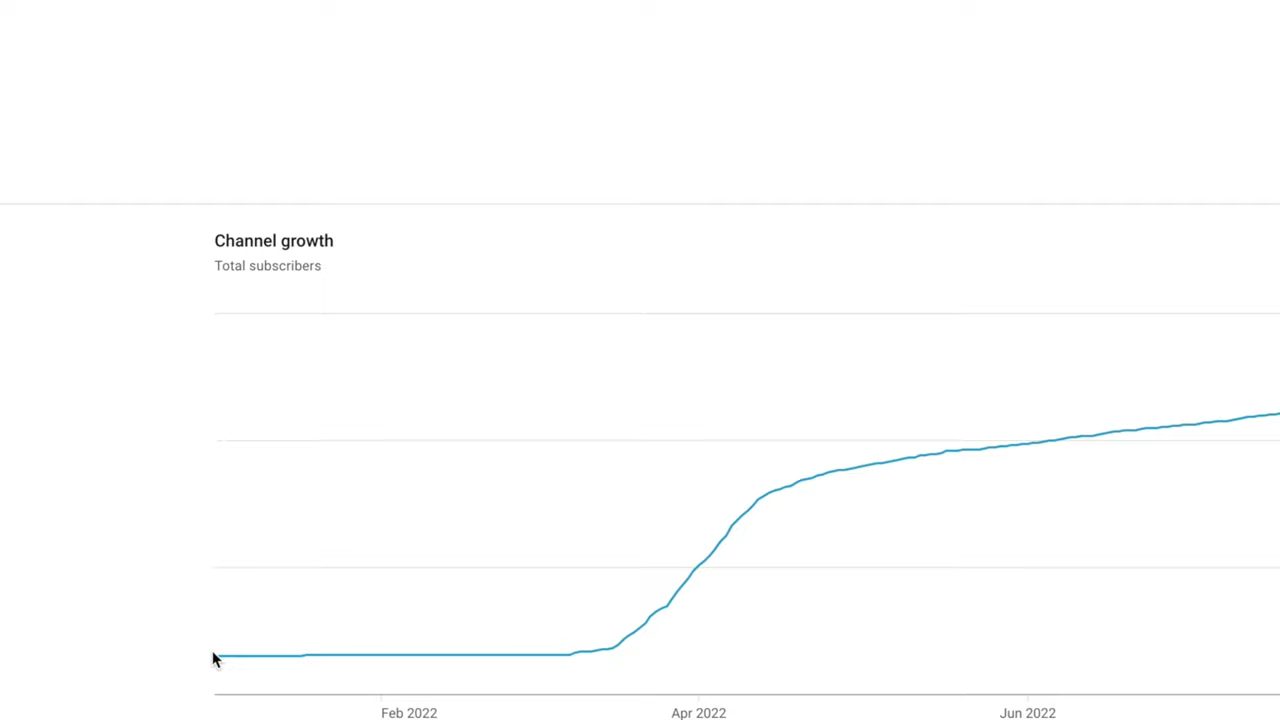 Channel growth
Total subscribers
Feb 2022
Apr 2022
Jun 2022